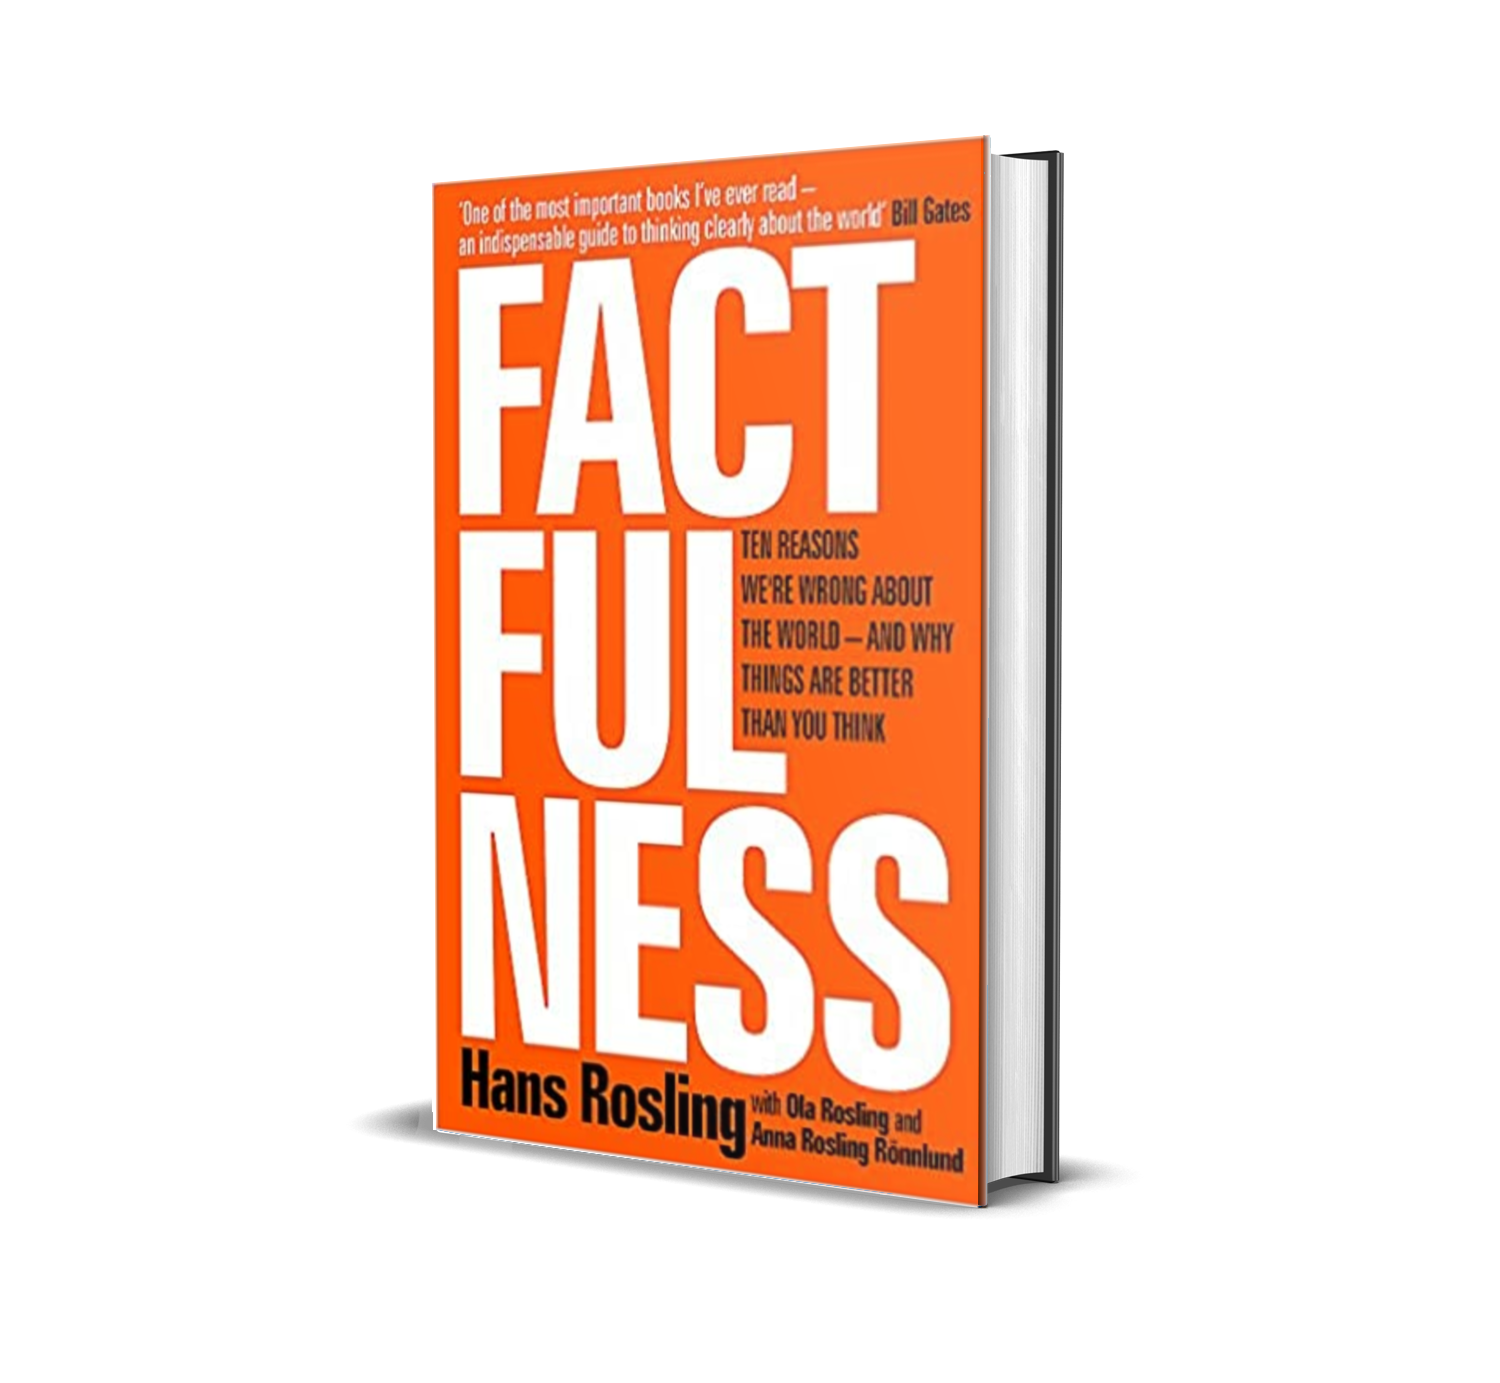 'One of the most important books I've ever read –
an indispensable guide to thinking clearly about the world' Bill Gates
FACT
FUL
TEN REASONS
WE'RE WRONG ABOUT
THE WORLD – AND WHY
THINGS ARE BETTER
THAN YOU THINK
NESS
Hans Rosling
with Ola Rosling and
Anna Rosling Rönnlund